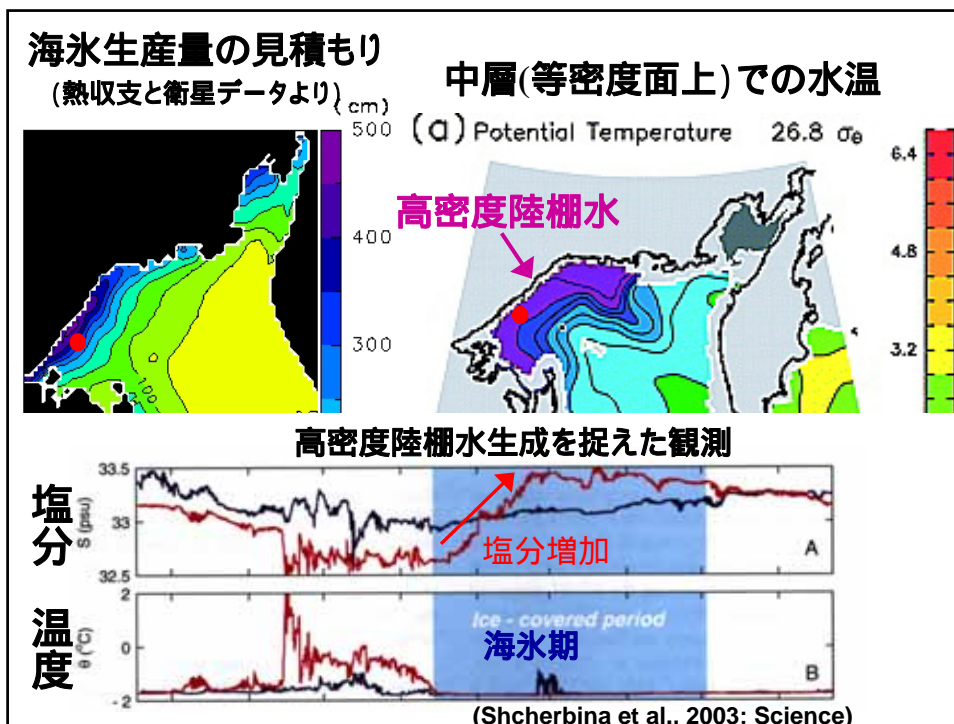 海氷生産量の見積もり
(熱収支と衛星データより)
(cm)
500
400
300
100
中層(等密度面上)での水温
(a) Potential Temperature 26.8 σθ
6.4
4.8
3.2
高密度陸棚水
高密度陸棚水生成を捉えた観測
塩分
S (psu)
33.5
33
32.5
塩分増加
A
温度
θ (°C)
2
0
-2
Ice - covered period
海氷期
B
(Shcherbina et al., 2003: Science)